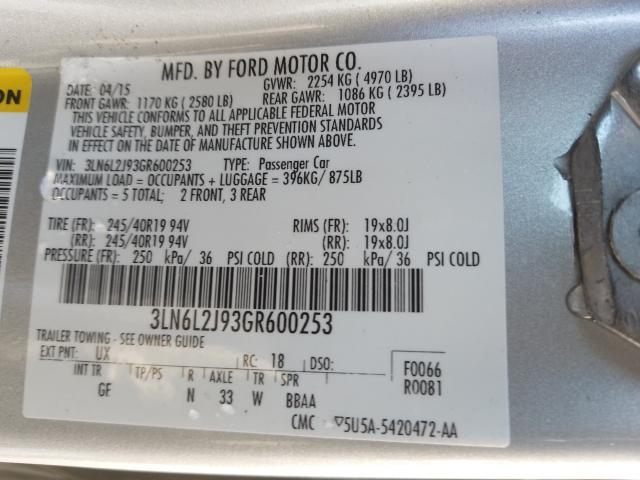 ON
MFD. BY FORD MOTOR CO.
DATE: 04/15 GVWR: 2254 KG ( 4970 LB)
FRONT GAWR: 1170 KG ( 2580 LB) REAR GAWR: 1086 KG ( 2395 LB)
THIS VEHICLE CONFORMS TO ALL APPLICABLE FEDERAL MOTOR
VEHICLE SAFETY, BUMPER, AND THEFT PREVENTION STANDARDS
IN EFFECT ON THE DATE OF MANUFACTURE SHOWN ABOVE.
VIN: 3LN6L2J93GR600253 TYPE: Passenger Car
MAXIMUM LOAD = OCCUPANTS + LUGGAGE = 396KG/ 875LB
OCCUPANTS = 5 TOTAL; 2 FRONT, 3 REAR
TIRE (FR): 245/40R19 94V RIMS (FR): 19x8.0J
(RR): 245/40R19 94V (RR): 19x8.0J
PRESSURE (FR): 250 kPa/ 36 PSI COLD (RR): 250 kPa/ 36 PSI COLD
3LN6L2J93GR600253
TRAILER TOWING - SEE OWNER GUIDE
EXT PNT: UX RC: 18 DSO: F0066
INT TR TP/PS R AXLE TR SPR R0081
GF N 33 W BBAA
CMC ▽5U5A-5420472-AA